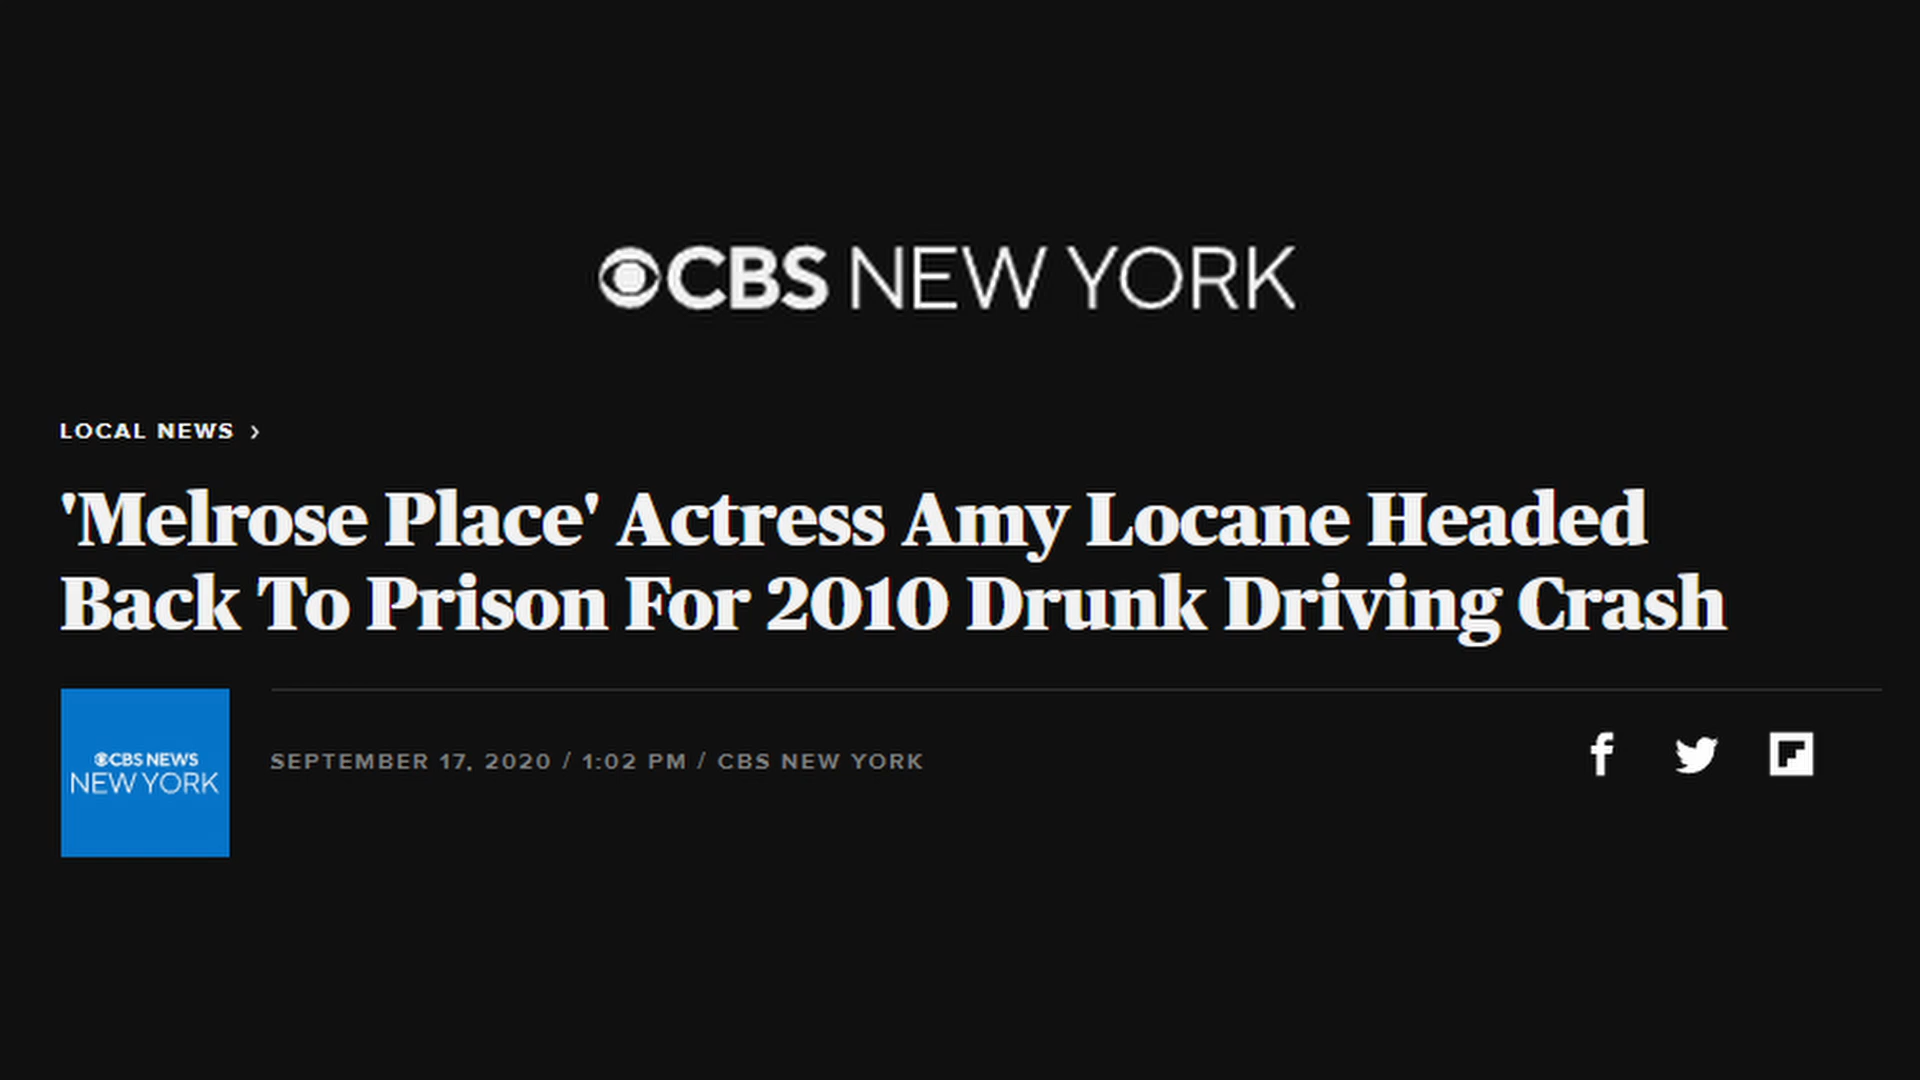 CBS NEW YORK
LOCAL NEWS ›
'Melrose Place' Actress Amy Locane Headed
Back To Prison For 2010 Drunk Driving Crash
CBS NEWS
NEW YORK
SEPTEMBER 17, 2020 / 1:02 PM / CBS NEW YORK